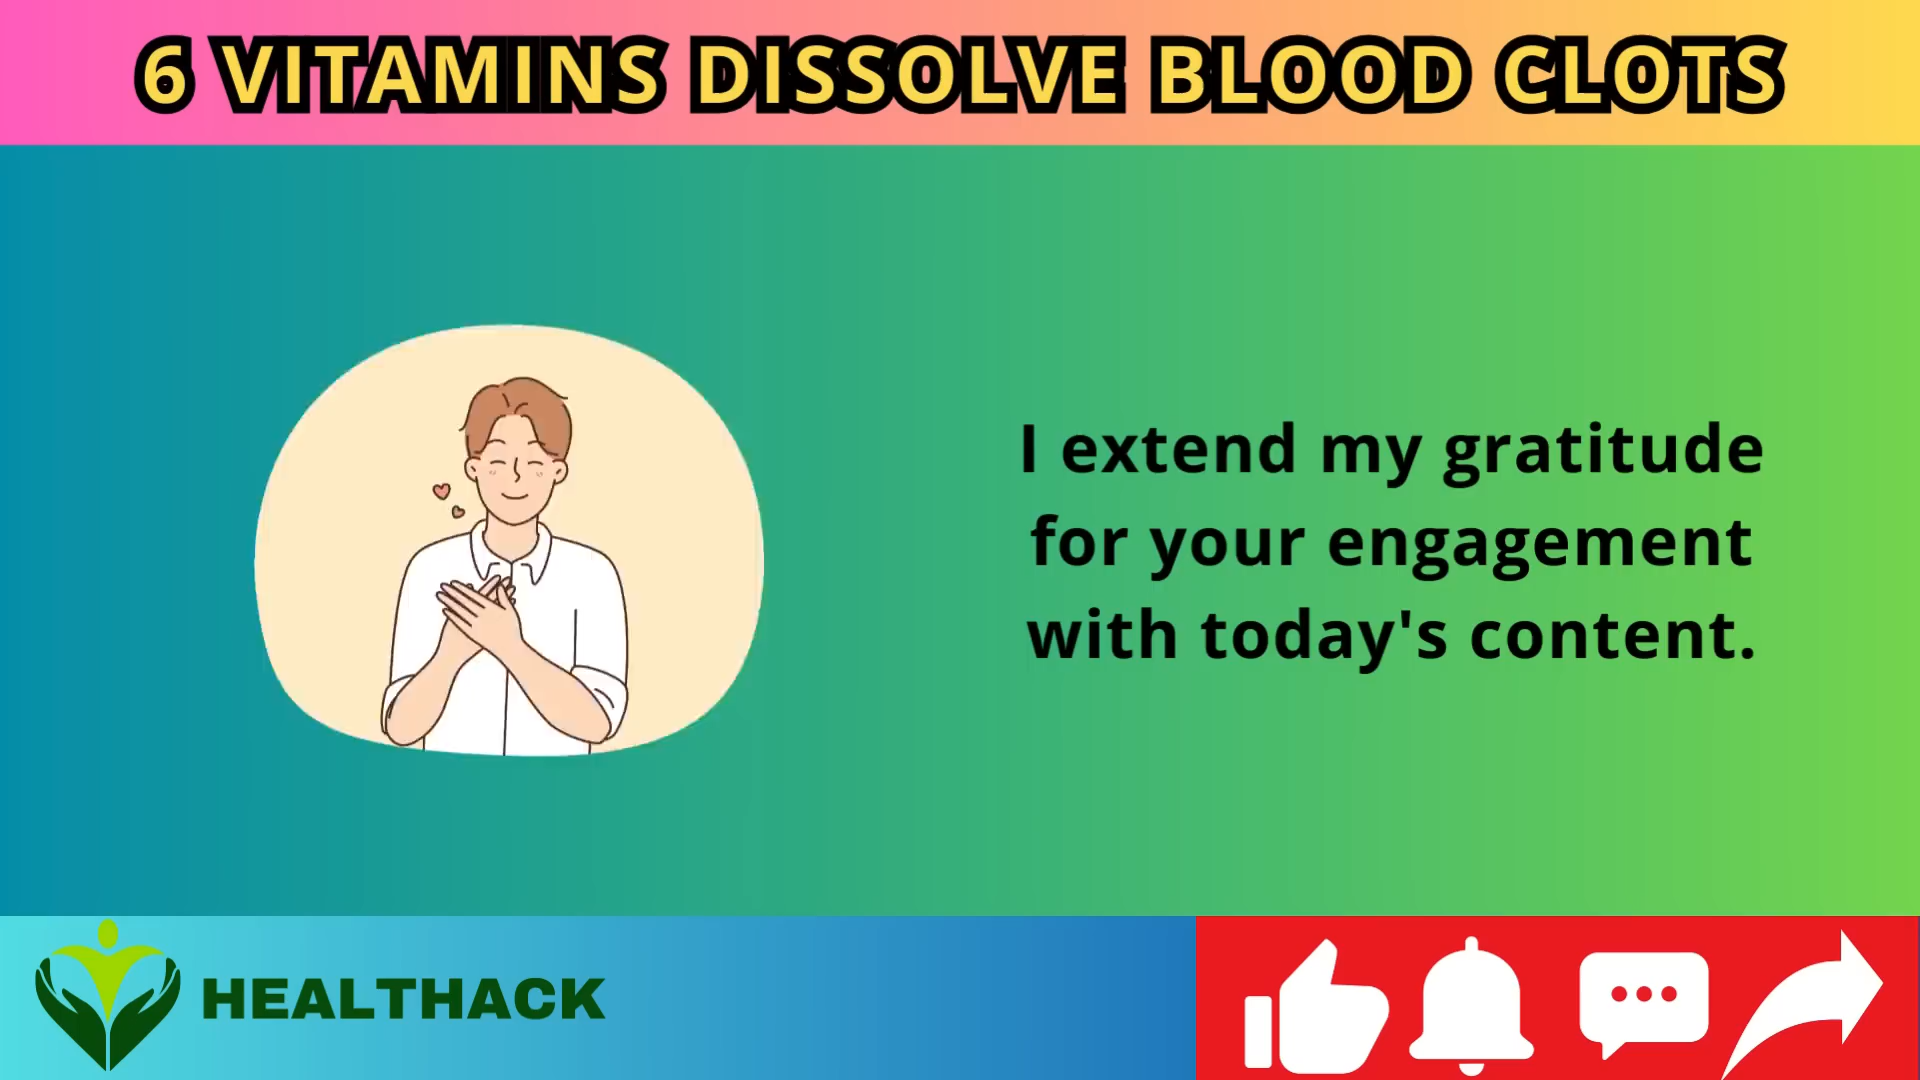 6 VITAMINS DISSOLVE BLOOD CLOTS
I extend my gratitude
for your engagement
with today's content.
HEALTHACK